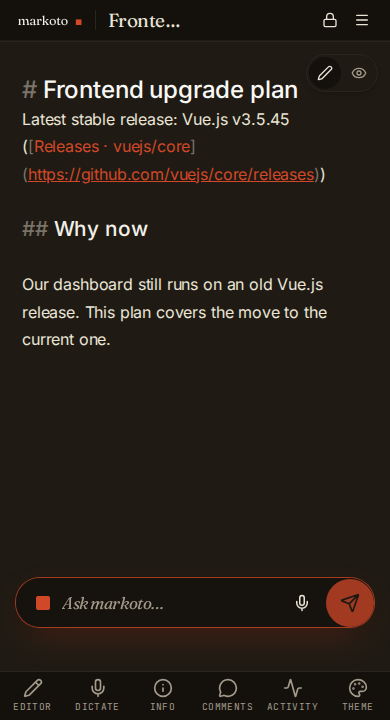 markoto
Fronte...
# Frontend upgrade plan
Latest stable release: Vue.js v3.5.45
([Releases · vuejs/core]
(https://github.com/vuejs/core/releases))
## Why now
Our dashboard still runs on an old Vue.js
release. This plan covers the move to the
current one.
Ask markoto...
EDITOR
DICTATE
INFO
COMMENTS
ACTIVITY
THEME